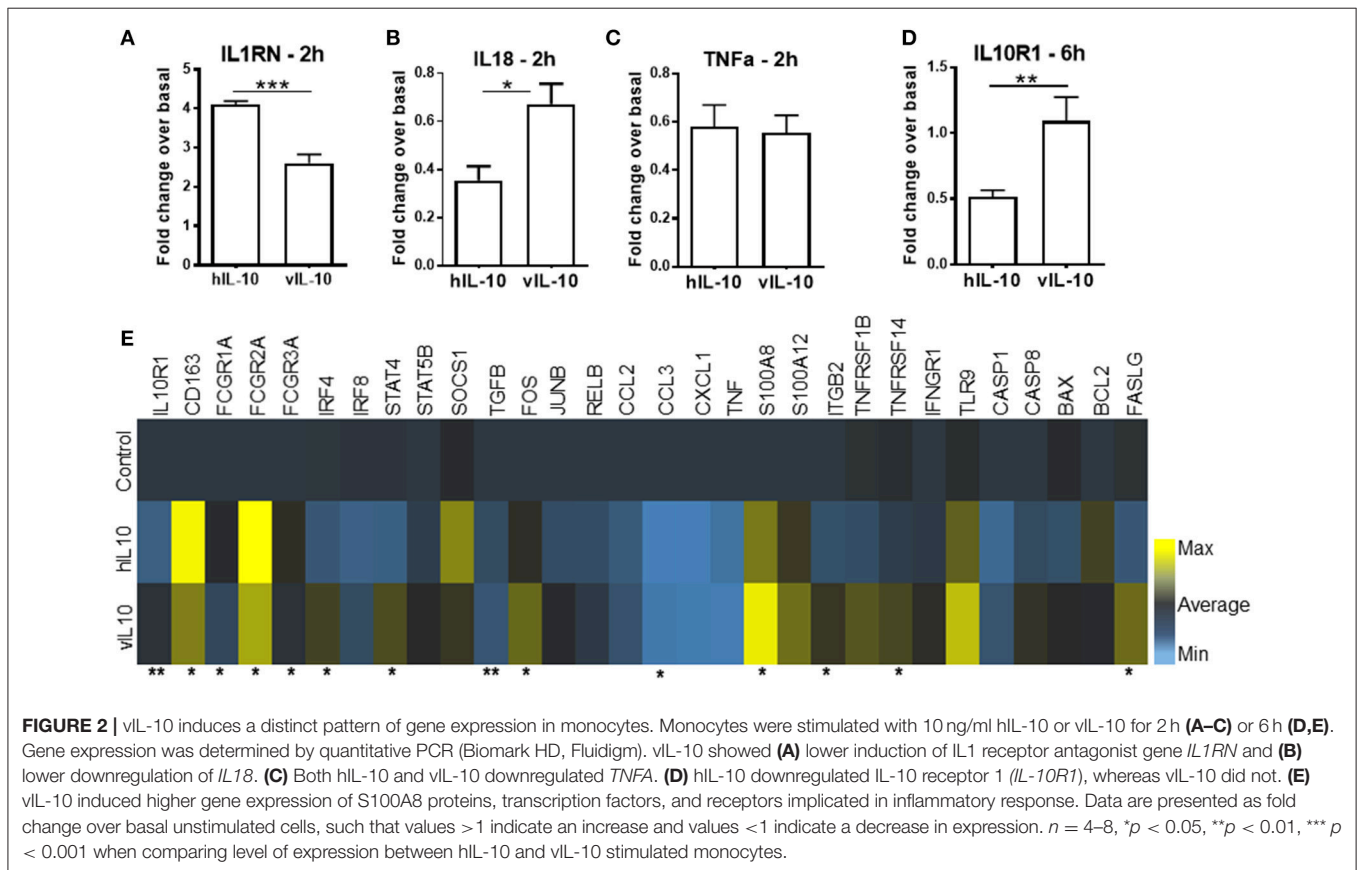 A
IL1RN - 2h
Fold change over basal
5
4
3
2
1
0
***
hIL-10 vIL-10
B
IL18 - 2h
Fold change over basal
0.8
0.6
0.4
0.2
0.0
*
hIL-10 vIL-10
C
TNFa - 2h
Fold change over basal
0.8
0.6
0.4
0.2
0.0
hIL-10 vIL-10
D
IL10R1 - 6h
Fold change over basal
1.5
1.0
0.5
0.0
**
hIL-10 vIL-10
E
IL10R1
CD163
FCGR1A
FCGR2A
FCGR3A
IRF4
IRF8
STAT4
STAT5B
SOCS1
TGFB
FOS
JUNB
RELB
CCL2
CCL3
CXCL1
TNF
S100A8
S100A12
ITGB2
TNFRSF1B
TNFRSF14
IFNGR1
TLR9
CASP1
CASP8
BAX
BCL2
FASLG
Control
hIL10
vIL10
** * * * * * * ** * * * * * *
Max
Average
Min
FIGURE 2 | vIL-10 induces a distinct pattern of gene expression in monocytes. Monocytes were stimulated with 10 ng/ml hIL-10 or vIL-10 for 2 h (A–C) or 6 h (D,E).
Gene expression was determined by quantitative PCR (Biomark HD, Fluidigm). vIL-10 showed (A) lower induction of IL1 receptor antagonist gene IL1RN and (B)
lower downregulation of IL18. (C) Both hIL-10 and vIL-10 downregulated TNFA. (D) hIL-10 downregulated IL-10 receptor 1 (IL-10R1), whereas vIL-10 did not. (E)
vIL-10 induced higher gene expression of S100A8 proteins, transcription factors, and receptors implicated in inflammatory response. Data are presented as fold
change over basal unstimulated cells, such that values >1 indicate an increase and values <1 indicate a decrease in expression. n = 4–8, *p < 0.05, **p < 0.01, *** p
< 0.001 when comparing level of expression between hIL-10 and vIL-10 stimulated monocytes.